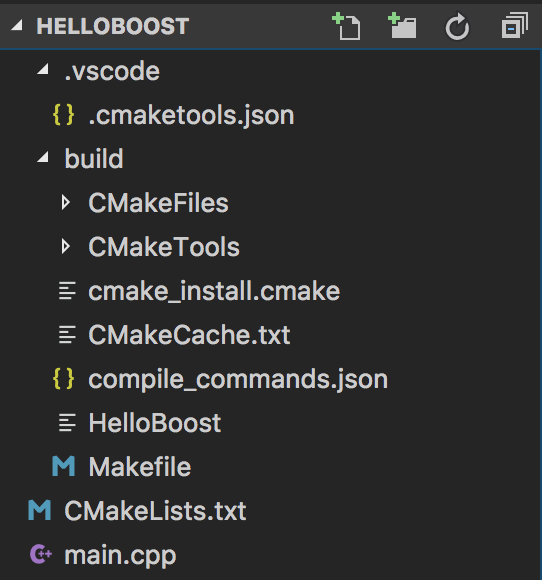 HELLOBOOST
.vscode
{ } .cmaketools.json
build
CMakeFiles
CMakeTools
cmake_install.cmake
CMakeCache.txt
{ } compile_commands.json
HelloBoost
M Makefile
M CMakeLists.txt
C++ main.cpp